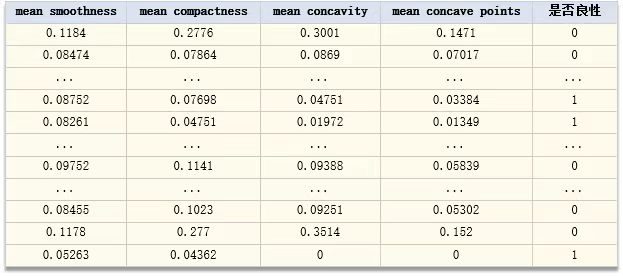 mean smoothness mean compactness mean concavity mean concave points 是否良性
0.1184 0.2776 0.3001 0.1471 0
0.08474 0.07864 0.0869 0.07017 0
... ... ... ... ...
0.08752 0.07698 0.04751 0.03384 1
0.08261 0.04751 0.01972 0.01349 1
... ... ... ... ...
0.09752 0.1141 0.09388 0.05839 0
... ... ... ... ...
0.08455 0.1023 0.09251 0.05302 0
0.1178 0.277 0.3514 0.152 0
0.05263 0.04362 0 0 1